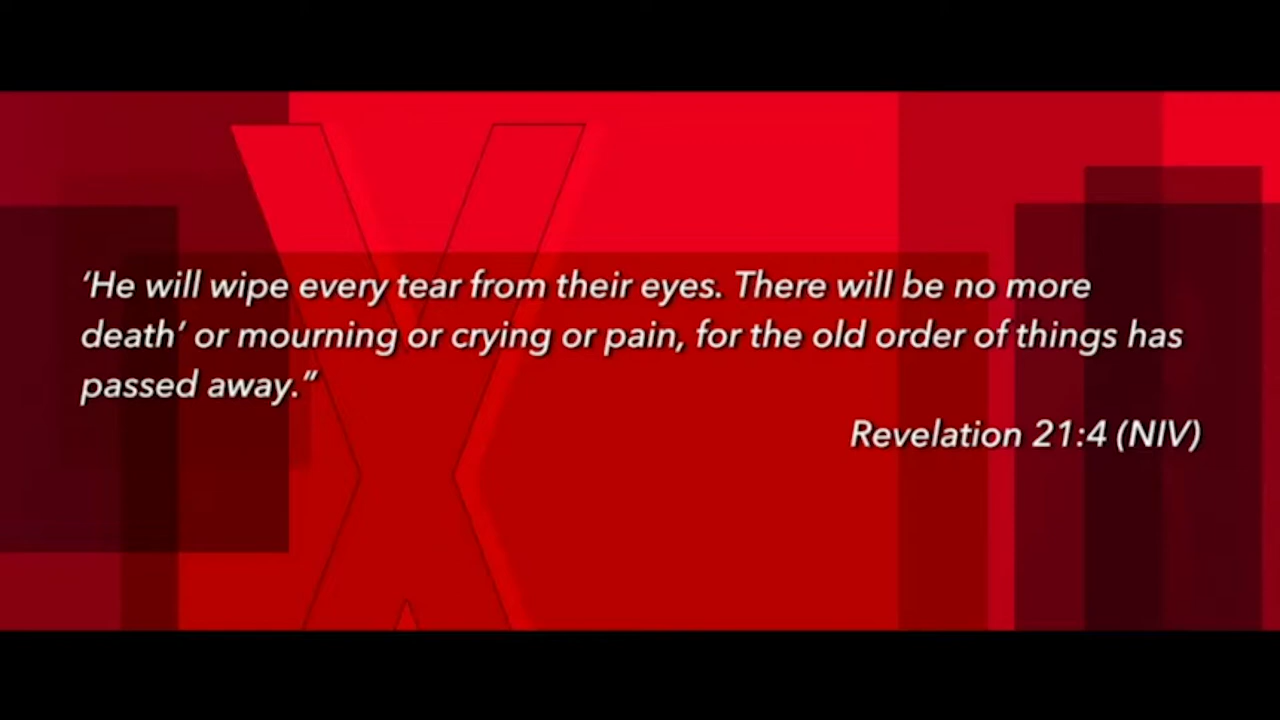 ‘He will wipe every tear from their eyes. There will be no more
death’ or mourning or crying or pain, for the old order of things has
passed away.”
Revelation 21:4 (NIV)